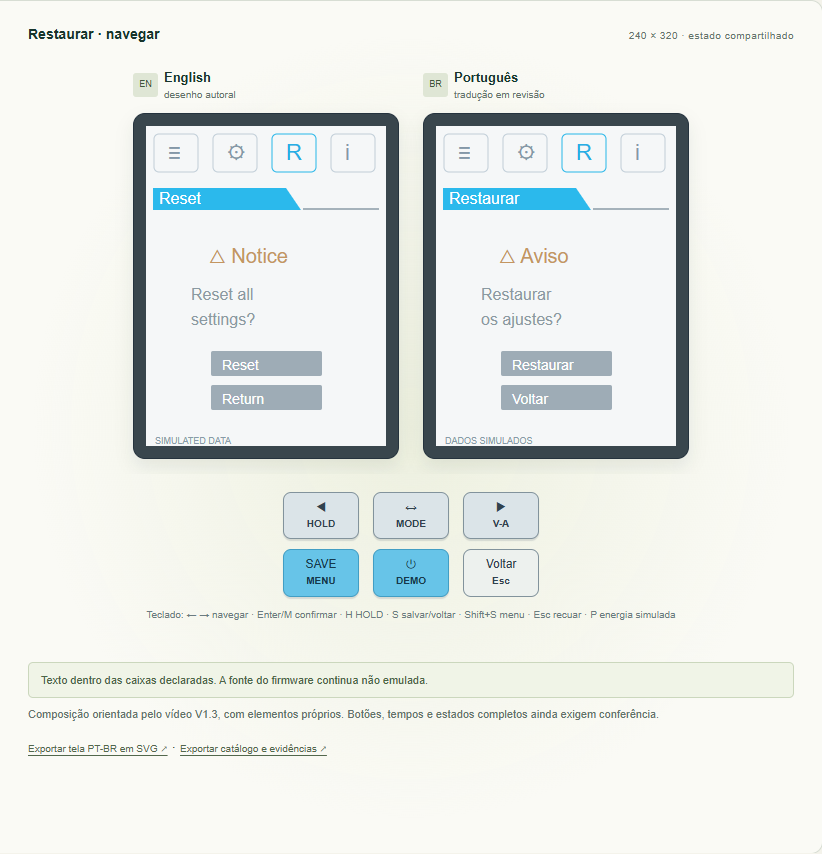 Restaurar · navegar
240 × 320 · estado compartilhado
EN
English
desenho autoral
BR
Português
tradução em revisão
☰ ⚙ R i
Reset
△ Notice
Reset all
settings?
Reset
Return
SIMULATED DATA
☰ ⚙ R i
Restaurar
△ Aviso
Restaurar
os ajustes?
Restaurar
Voltar
DADOS SIMULADOS
◀
HOLD
↔
MODE
▶
V-A
SAVE
MENU
⏻
DEMO
Voltar
Esc
Teclado: ← → navegar · Enter/M confirmar · H HOLD · S salvar/voltar · Shift+S menu · Esc recuar · P energia simulada
Texto dentro das caixas declaradas. A fonte do firmware continua não emulada.
Composição orientada pelo vídeo V1.3, com elementos próprios. Botões, tempos e estados completos ainda exigem conferência.
Exportar tela PT-BR em SVG ↗ · Exportar catálogo e evidências ↗